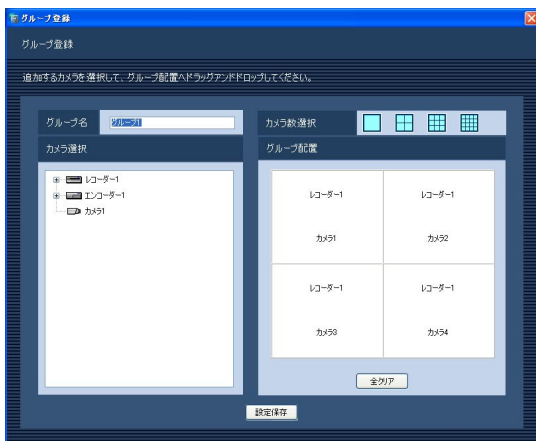 グループ登録
グループ登録
追加するカメラを選択して、グループ配置へドラッグアンドドロップしてください。
グループ名 グループ1
カメラ選択
レコーダー1
エンコーダー1
カメラ1
カメラ数選択
グループ配置
レコーダー1 レコーダー1
カメラ1 カメラ2
レコーダー1 レコーダー1
カメラ3 カメラ4
全クリア
設定保存